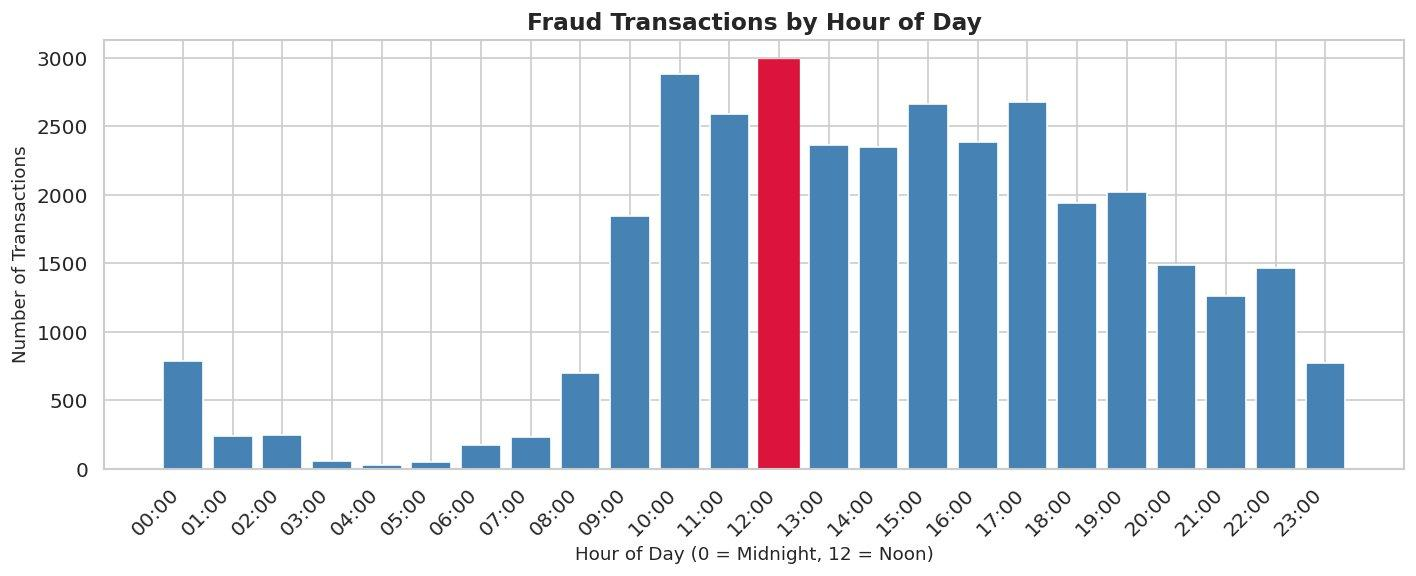 Fraud Transactions by Hour of Day
Number of Transactions
3000
2500
2000
1500
1000
500
0
00:00 01:00 02:00 03:00 04:00 05:00 06:00 07:00 08:00 09:00 10:00 11:00 12:00 13:00 14:00 15:00 16:00 17:00 18:00 19:00 20:00 21:00 22:00 23:00
Hour of Day (0 = Midnight, 12 = Noon)